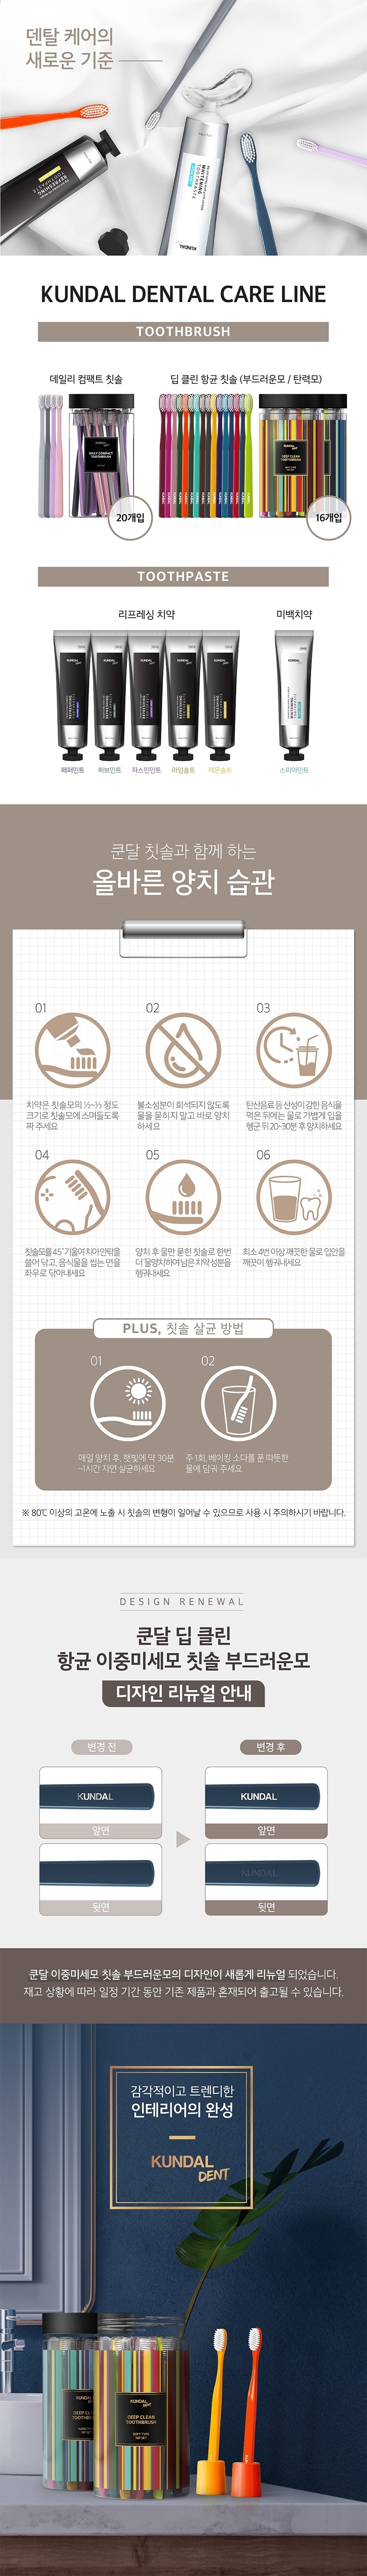 덴탈 케어의
새로운 기준
REFRESHING
TOOTHPASTE
WHITENING
TOOTHPASTE
KUNDAL
KUNDAL DENTAL CARE LINE
TOOTHBRUSH
데일리 컴팩트 칫솔
딥 클린 항균 칫솔 (부드러운모 / 탄력모)
DAILY COMPACT
TOOTHBRUSH
DEEP CLEAN
TOOTHBRUSH
20개입
16개입
TOOTHPASTE
리프레싱 치약
미백치약
KUNDAL KUNDAL KUNDAL KUNDAL KUNDAL KUNDAL
페퍼민트 허브민트 쟈스민민트 라임솔트 레몬솔트 스피아민트
쿤달 칫솔과 함께 하는
올바른 양치 습관
01
치약은 칫솔모의 ½~⅓ 정도
크기로 칫솔모에 스며들도록
짜 주세요
02
불소성분이 희석되지 않도록
물을 묻히지 말고 바로 양치
하세요
03
탄산음료 등 산성이 강한 음식을
먹은 뒤에는 물로 가볍게 입을
헹군 뒤 20~30분 후 양치하세요
04
칫솔모를 45˚ 기울여 치아 안팎을
쓸어 닦고, 음식물을 씹는 면을
좌우로 닦아내세요
05
양치 후 물만 묻힌 칫솔로 한번
더 '물양치'하여 남은 치약 성분을
헹궈내세요
06
최소 4번 이상 깨끗한 물로 입안을
깨끗이 헹궈내세요
PLUS, 칫솔 살균 방법
01
매일 양치 후, 햇빛에 약 30분
~1시간 자연 살균하세요
02
주 1회, 베이킹 소다를 푼 따뜻한
물에 담궈 주세요
※ 80℃ 이상의 고온에 노출 시 칫솔의 변형이 일어날 수 있으므로 사용 시 주의하시기 바랍니다.
DESIGN RENEWAL
쿤달 딥 클린
항균 이중미세모 칫솔 부드러운모
디자인 리뉴얼 안내
변경 전
변경 후
KUNDAL
앞면
뒷면
KUNDAL
앞면
KUNDAL
뒷면
쿤달 이중미세모 칫솔 부드러운모의 디자인이 새롭게 리뉴얼 되었습니다.
재고 상황에 따라 일정 기간 동안 기존 제품과 혼재되어 출고될 수 있습니다.
감각적이고 트렌디한
인테리어의 완성
KUNDAL
DENT
KUNDAL
DENT
DEEP CLEAN
TOOTHBRUSH
SOFT TYPE